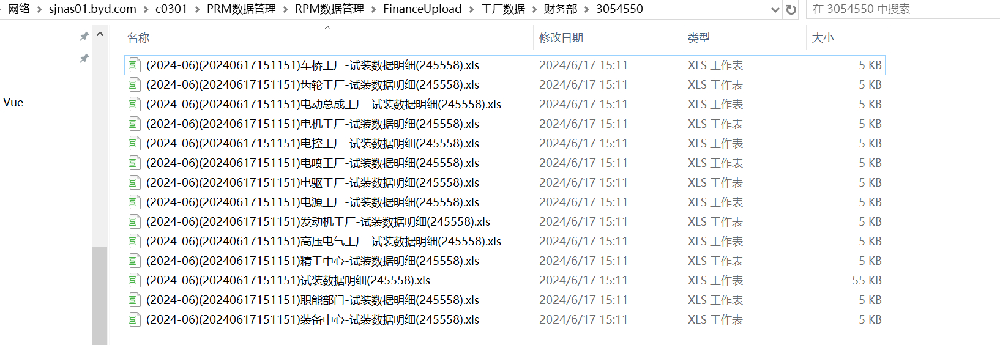 网络 sjnas01.byd.com c0301 PRM数据管理 RPM数据管理 FinanceUpload 工厂数据 财务部 3054550 在 3054550 中搜索
名称 修改日期 类型 大小
(2024-06)(20240617151151)车桥工厂-试装数据明细(245558).xls 2024/6/17 15:11 XLS 工作表 5 KB
(2024-06)(20240617151151)齿轮工厂-试装数据明细(245558).xls 2024/6/17 15:11 XLS 工作表 5 KB
_Vue (2024-06)(20240617151151)电动总成工厂-试装数据明细(245558).xls 2024/6/17 15:11 XLS 工作表 5 KB
(2024-06)(20240617151151)电机工厂-试装数据明细(245558).xls 2024/6/17 15:11 XLS 工作表 5 KB
(2024-06)(20240617151151)电控工厂-试装数据明细(245558).xls 2024/6/17 15:11 XLS 工作表 5 KB
(2024-06)(20240617151151)电喷工厂-试装数据明细(245558).xls 2024/6/17 15:11 XLS 工作表 5 KB
(2024-06)(20240617151151)电驱工厂-试装数据明细(245558).xls 2024/6/17 15:11 XLS 工作表 5 KB
(2024-06)(20240617151151)电源工厂-试装数据明细(245558).xls 2024/6/17 15:11 XLS 工作表 5 KB
(2024-06)(20240617151151)发动机工厂-试装数据明细(245558).xls 2024/6/17 15:11 XLS 工作表 5 KB
(2024-06)(20240617151151)高压电气工厂-试装数据明细(245558).xls 2024/6/17 15:11 XLS 工作表 5 KB
(2024-06)(20240617151151)精工中心-试装数据明细(245558).xls 2024/6/17 15:11 XLS 工作表 5 KB
(2024-06)(20240617151151)试装数据明细(245558).xls 2024/6/17 15:11 XLS 工作表 55 KB
(2024-06)(20240617151151)职能部门-试装数据明细(245558).xls 2024/6/17 15:11 XLS 工作表 5 KB
(2024-06)(20240617151151)装备中心-试装数据明细(245558).xls 2024/6/17 15:11 XLS 工作表 5 KB